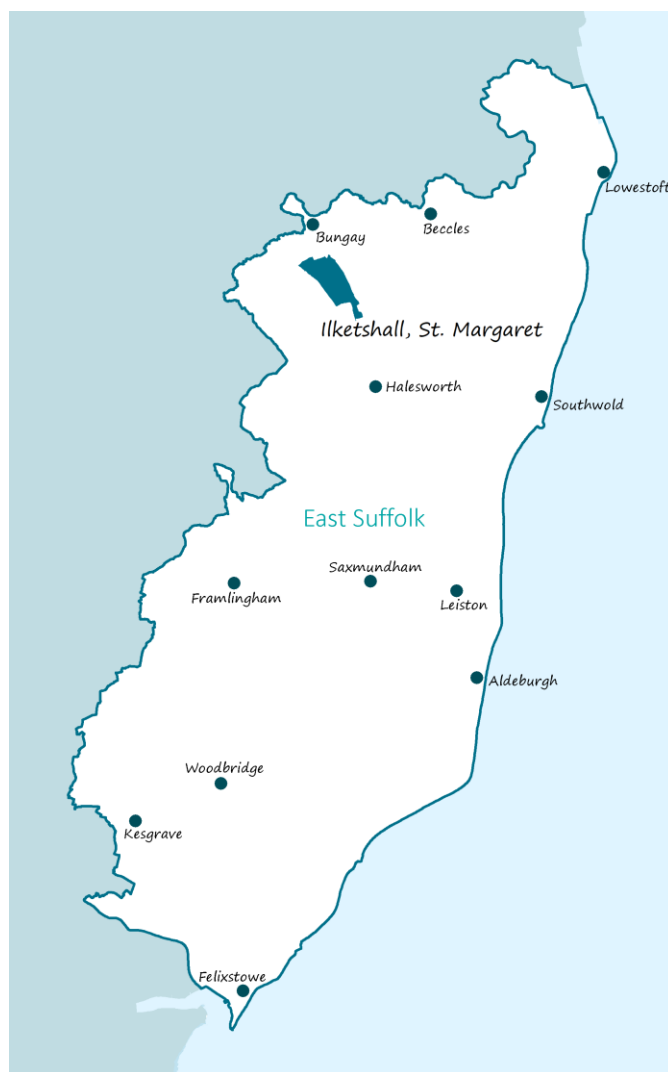 Lowestoft
Beccles
Bungay
Ilketshall, St. Margaret
Halesworth
Southwold
East Suffolk
Saxmundham
Framlingham
Leiston
Aldeburgh
Woodbridge
Kesgrave
Felixstowe